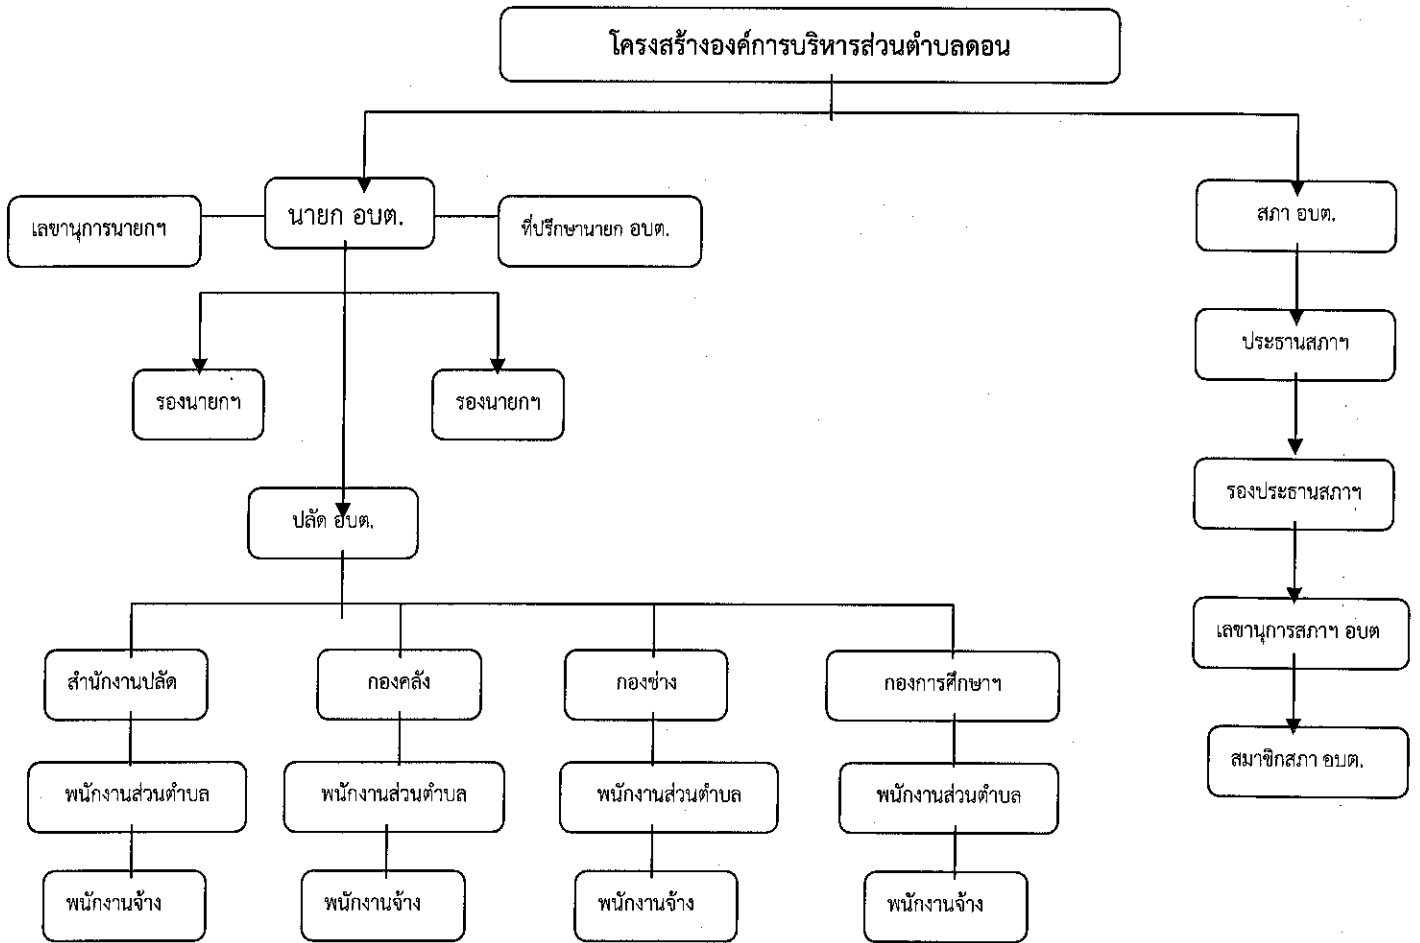 โครงสร้างองค์การบริหารส่วนตำบลดอน
เลขานุการนายกฯ
นายก อบต.
ที่ปรึกษานายก อบต.
สภา อบต.
ประธานสภาฯ
รองนายกฯ
รองนายกฯ
รองประธานสภาฯ
ปลัด อบต.
เลขานุการสภาฯ อบต
สำนักงานปลัด
กองคลัง
กองช่าง
กองการศึกษาฯ
สมาชิกสภา อบต.
พนักงานส่วนตำบล
พนักงานส่วนตำบล
พนักงานส่วนตำบล
พนักงานส่วนตำบล
พนักงานจ้าง
พนักงานจ้าง
พนักงานจ้าง
พนักงานจ้าง